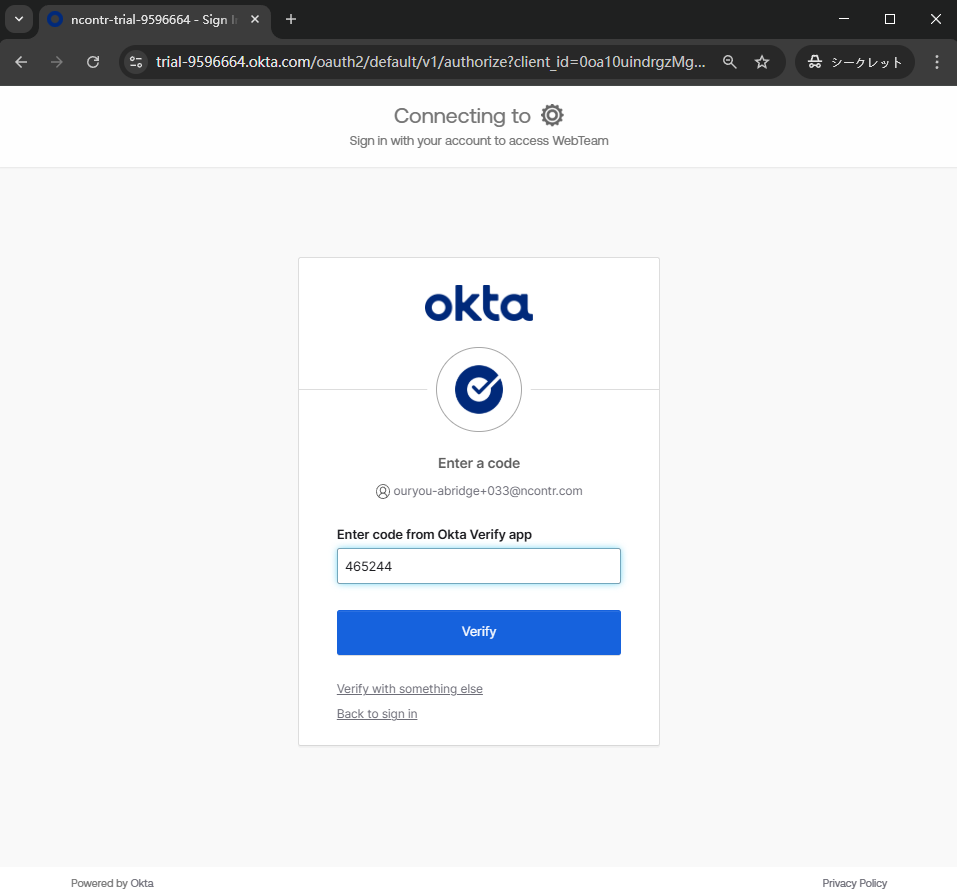 ncontr-trial-9596664 - Sign I
trial-9596664.okta.com/oauth2/default/v1/authorize?client_id=0oa10uindrgzMg...
シークレット
Connecting to
Sign in with your account to access WebTeam
okta
Enter a code
ouryou-abridge+033@ncontr.com
Enter code from Okta Verify app
465244
Verify
Verify with something else
Back to sign in
Powered by Okta
Privacy Policy